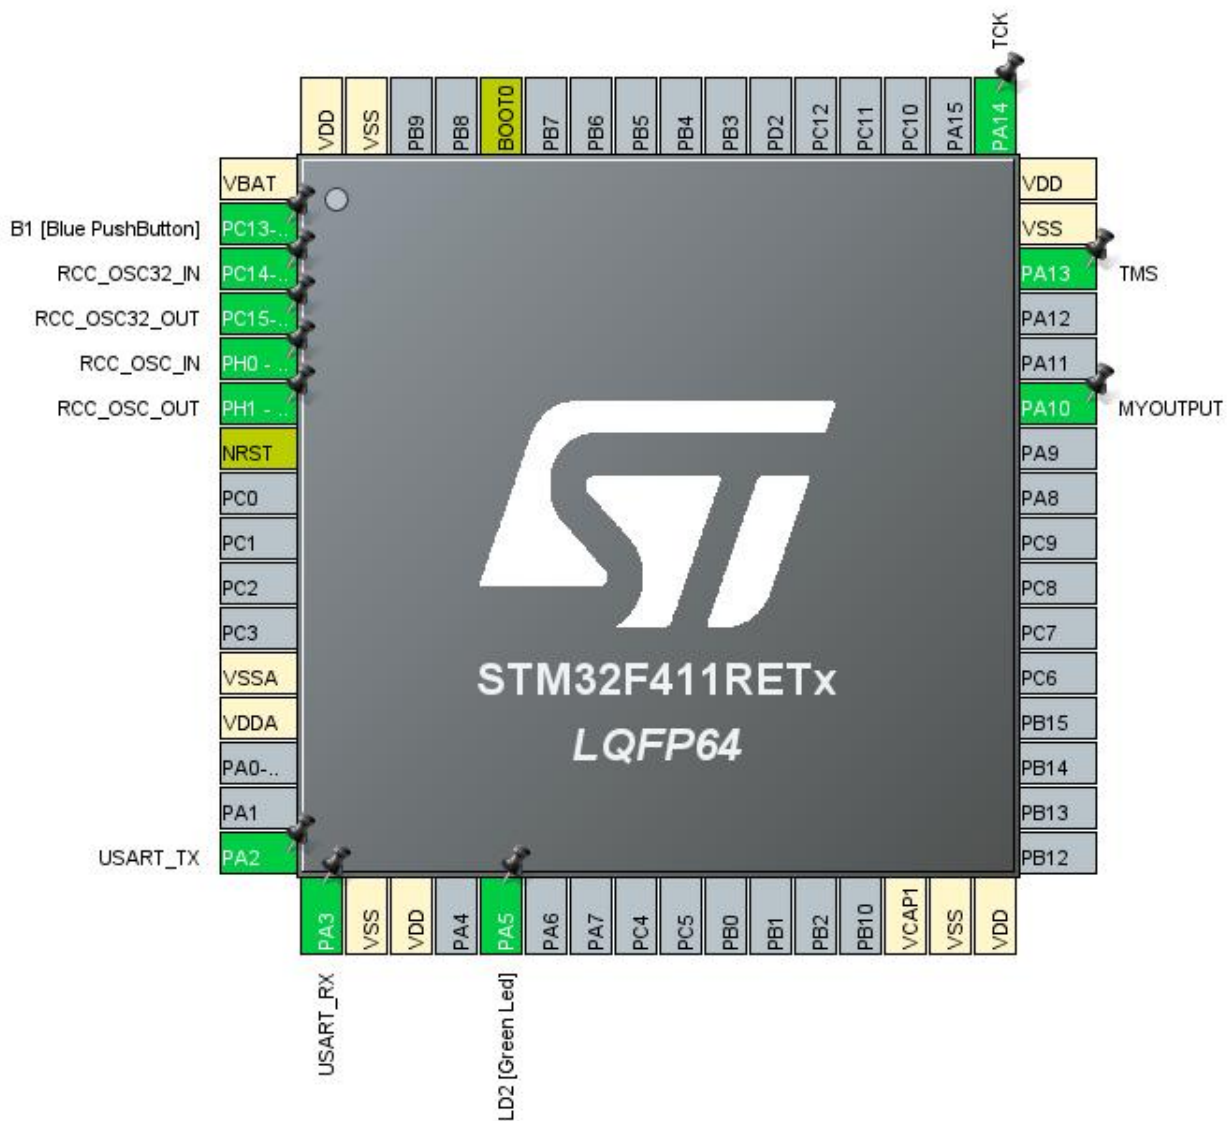 TCK
VDD
VSS
PB9
PB8
BOOT0
PB7
PB6
PB5
PB4
PB3
PD2
PC12
PC11
PC10
PA15
PA14
VBAT
B1 [Blue PushButton] PC13-..
RCC_OSC32_IN PC14-..
RCC_OSC32_OUT PC15-..
RCC_OSC_IN PH0 - ..
RCC_OSC_OUT PH1 - ..
NRST
PC0
PC1
PC2
PC3
VSSA
VDDA
PA0-..
PA1
USART_TX PA2
VDD
VSS
PA13 TMS
PA12
PA11
PA10 MYOUTPUT
PA9
PA8
PC9
PC8
PC7
PC6
PB15
PB14
PB13
PB12
STM32F411RETx
LQFP64
PA3
VSS
VDD
PA4
PA5
PA6
PA7
PC4
PC5
PB0
PB1
PB2
PB10
VCAP1
VSS
VDD
USART_RX
LD2 [Green Led]